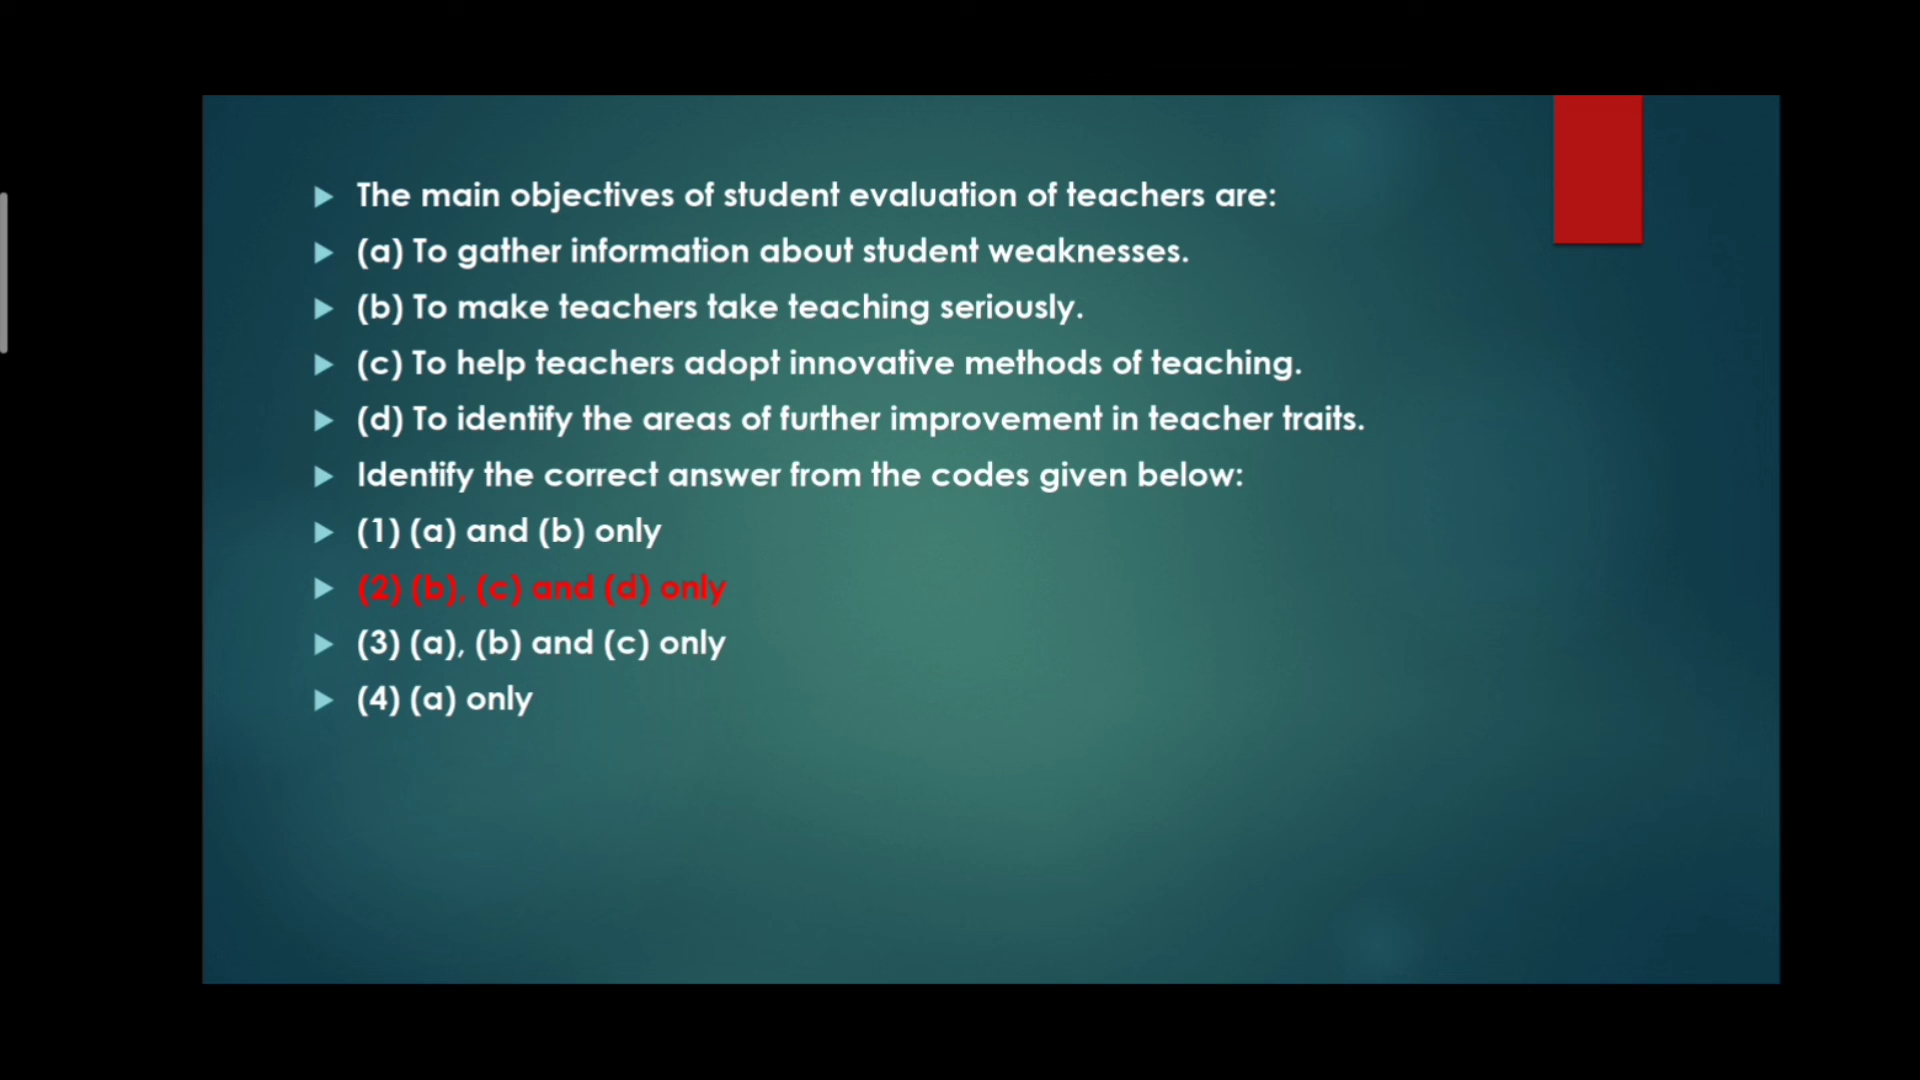 The main objectives of student evaluation of teachers are:
(a) To gather information about student weaknesses.
(b) To make teachers take teaching seriously.
(c) To help teachers adopt innovative methods of teaching.
(d) To identify the areas of further improvement in teacher traits.
Identify the correct answer from the codes given below:
(1) (a) and (b) only
(2) (b), (c) and (d) only
(3) (a), (b) and (c) only
(4) (a) only